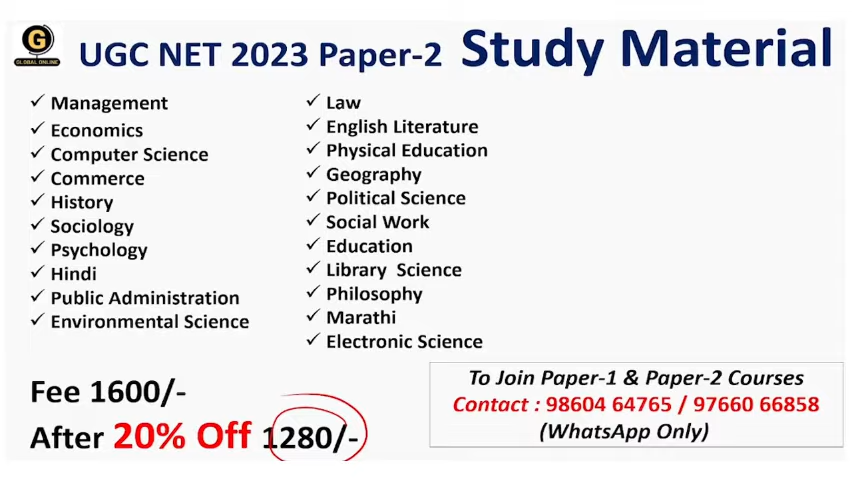 G
GLOBAL ONLINE
UGC NET 2023 Paper-2 Study Material
✓ Management
✓ Economics
✓ Computer Science
✓ Commerce
✓ History
✓ Sociology
✓ Psychology
✓ Hindi
✓ Public Administration
✓ Environmental Science
✓ Law
✓ English Literature
✓ Physical Education
✓ Geography
✓ Political Science
✓ Social Work
✓ Education
✓ Library Science
✓ Philosophy
✓ Marathi
✓ Electronic Science
Fee 1600/-
After 20% Off 1280/-
To Join Paper-1 & Paper-2 Courses
Contact : 98604 64765 / 97660 66858
(WhatsApp Only)